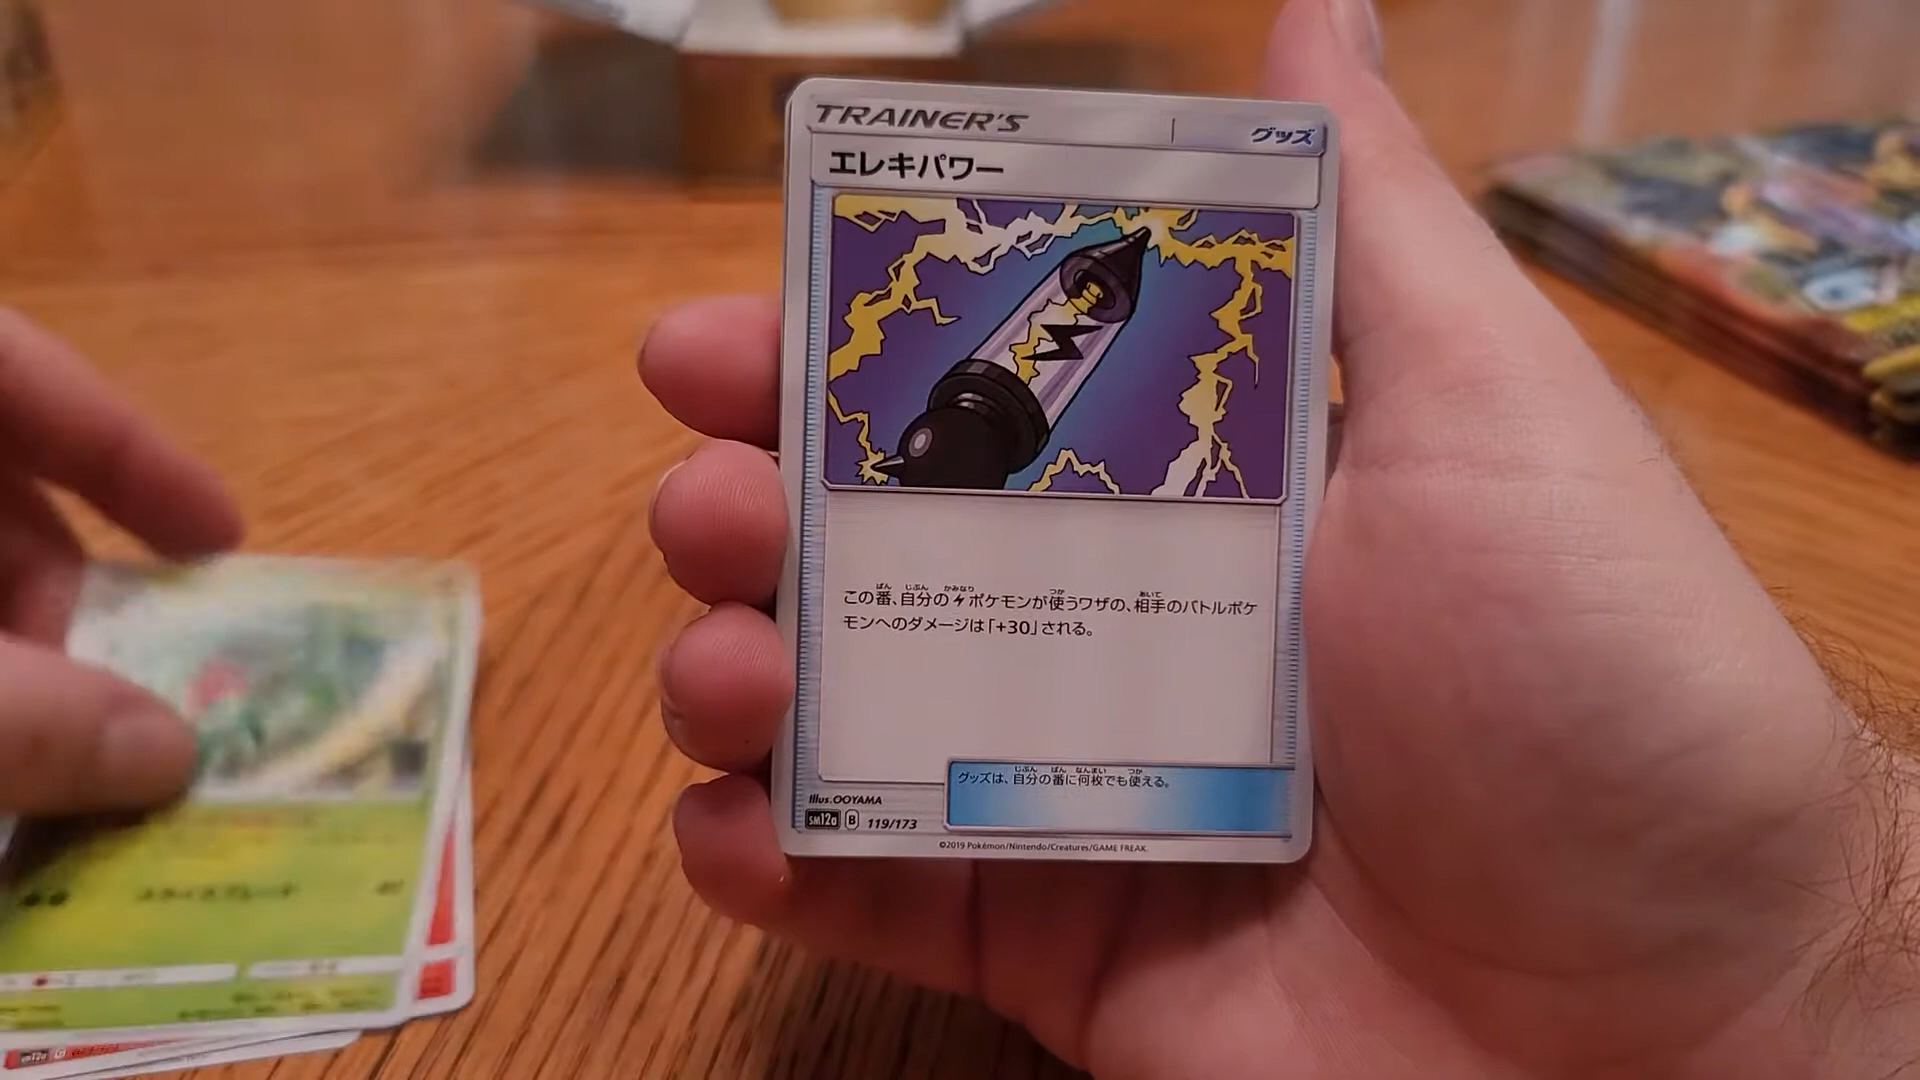 TRAINER'S
グッズ
エレキパワー
この番、自分のポケモンが使うワザの、相手のバトルポケ
モンへのダメージは「+30」される。
グッズは、自分の番に何枚でも使える。
Illus.OOYAMA
SM12a B 119/173
©2019 Pokémon/Nintendo/Creatures/GAME FREAK.